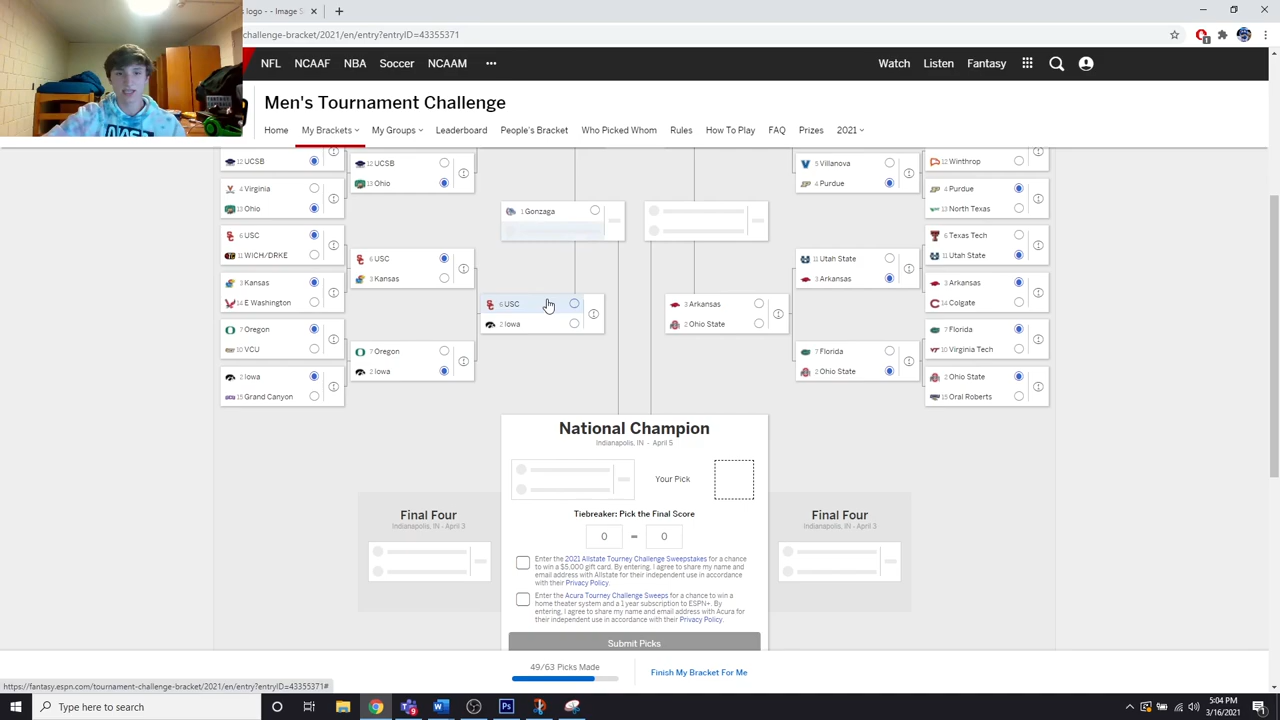 s logo - Image S
challenge-bracket/2021/en/entry?entryID=43355371
NFL NCAAF NBA Soccer NCAAM ••• Watch Listen Fantasy
Men's Tournament Challenge
Home My Brackets My Groups Leaderboard People's Bracket Who Picked Whom Rules How To Play FAQ Prizes 2021
12 UCSB
4 Virginia
13 Ohio
6 USC
11 WICH/DRKE
3 Kansas
14 E Washington
7 Oregon
10 VCU
2 Iowa
15 Grand Canyon
12 UCSB
13 Ohio
6 USC
3 Kansas
7 Oregon
2 Iowa
1 Gonzaga
6 USC
2 Iowa
3 Arkansas
2 Ohio State
5 Villanova
4 Purdue
11 Utah State
3 Arkansas
7 Florida
2 Ohio State
12 Winthrop
4 Purdue
13 North Texas
6 Texas Tech
11 Utah State
3 Arkansas
14 Colgate
7 Florida
10 Virginia Tech
2 Ohio State
15 Oral Roberts
National Champion
Indianapolis, IN - April 5
Your Pick
Tiebreaker: Pick the Final Score
0 - 0
Enter the 2021 Allstate Tourney Challenge Sweepstakes for a chance
to win a $5,000 gift card. By entering, I agree to share my name and
email address with Allstate for their independent use in accordance
with their Privacy Policy.
Enter the Acura Tourney Challenge Sweeps for a chance to win a
home theater system and a 1 year subscription to ESPN+. By
entering, I agree to share my name and email address with Acura for
their independent use in accordance with their Privacy Policy.
Submit Picks
Final Four
Indianapolis, IN - April 3
Final Four
Indianapolis, IN - April 3
49/63 Picks Made
Finish My Bracket For Me
https://fantasy.espn.com/tournament-challenge-bracket/2021/en/entry?entryID=43355371#
Type here to search
5:04 PM
3/16/2021